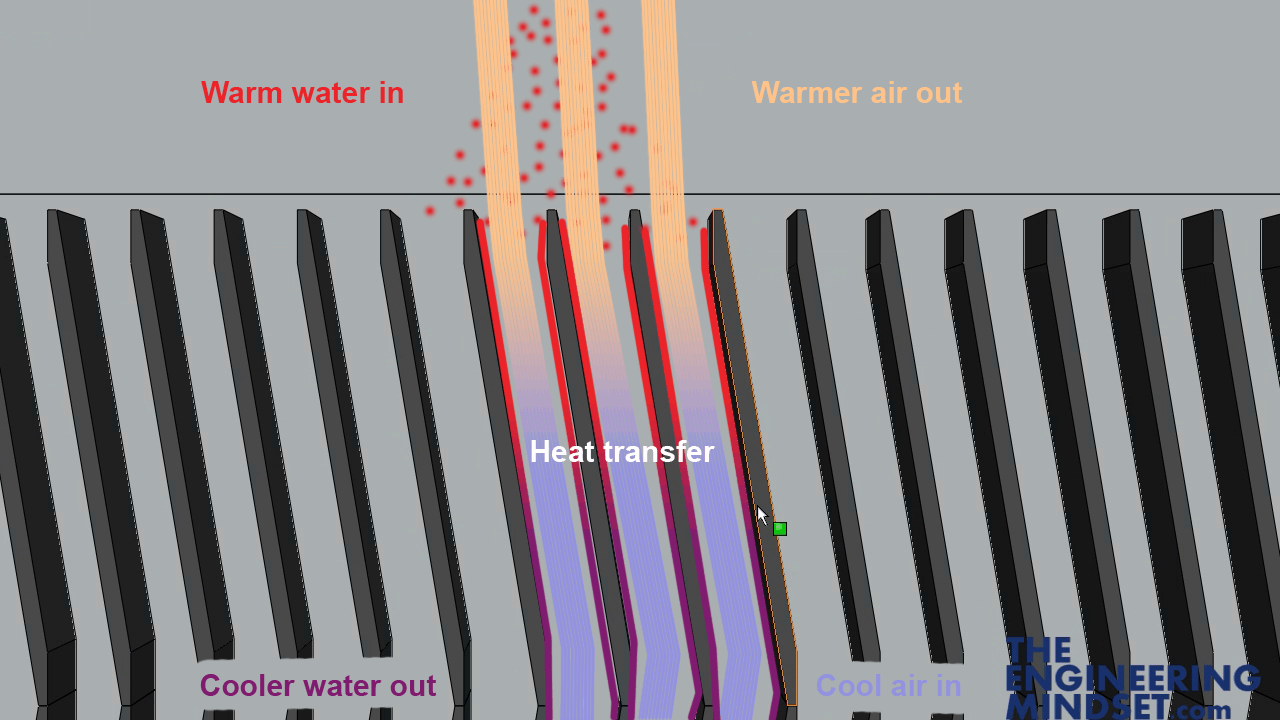 Warm water in
Warmer air out
Heat transfer
Cooler water out
Cool air in
THE
ENGINEERING
MINDSET.com